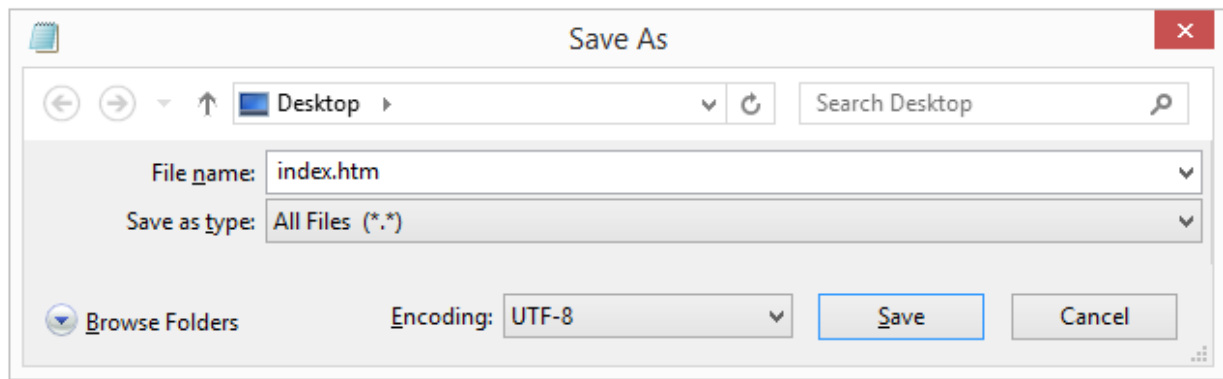 Save As
Desktop
Search Desktop
File name: index.htm
Save as type: All Files (*.*)
Browse Folders Encoding: UTF-8 Save Cancel